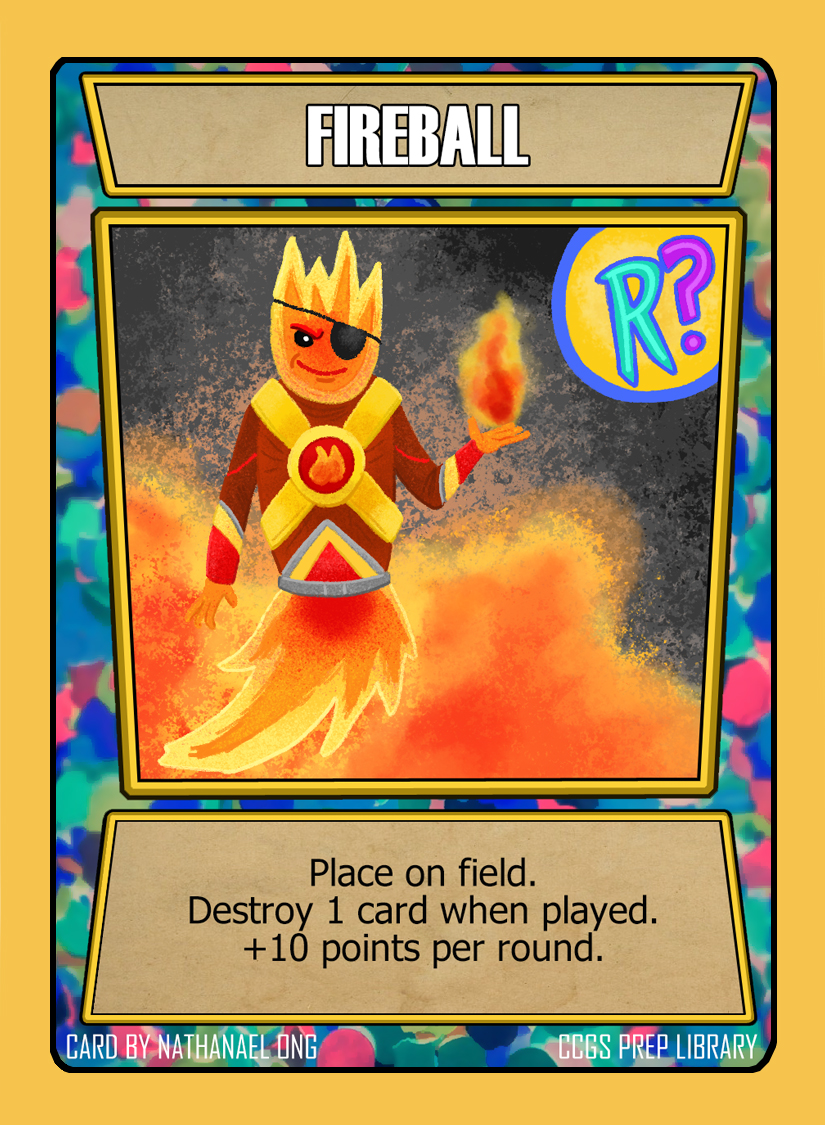 FIREBALL
R?
Place on field.
Destroy 1 card when played.
+10 points per round.
CARD BY NATHANAEL ONG
CCGS PREP LIBRARY